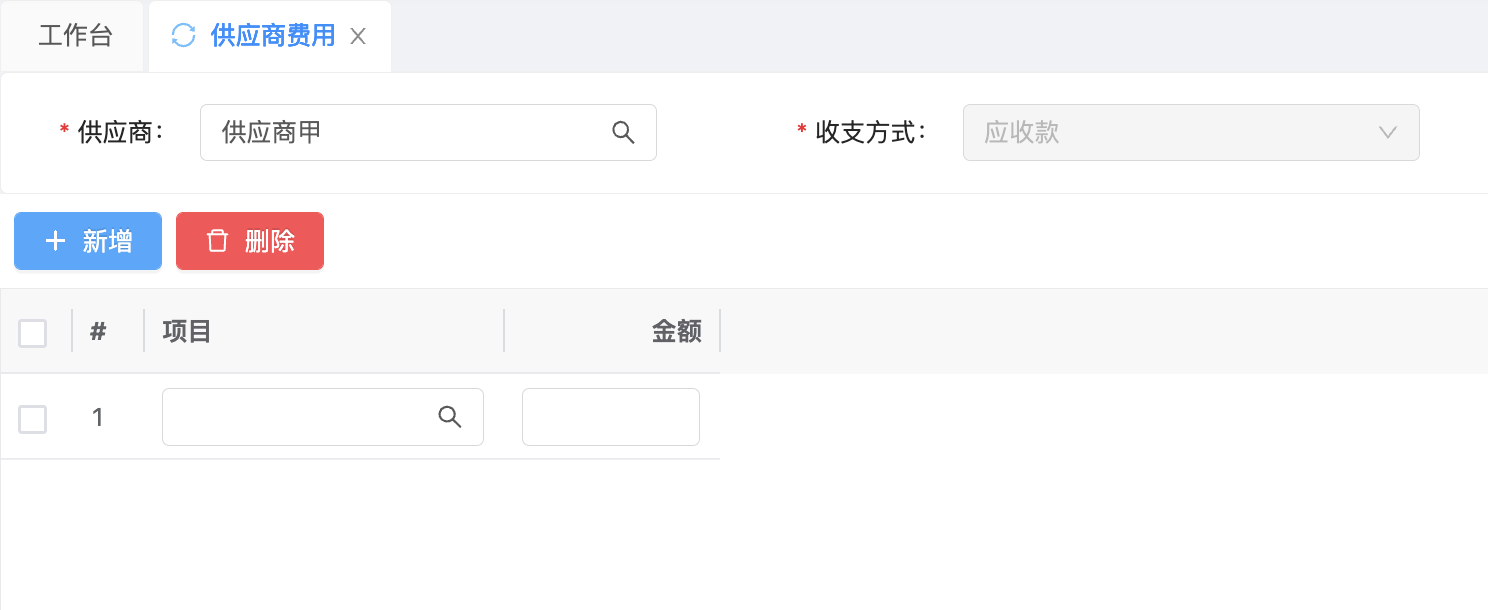 工作台 供应商费用
* 供应商： 供应商甲 * 收支方式： 应收款
新增 删除
# 项目 金额
1